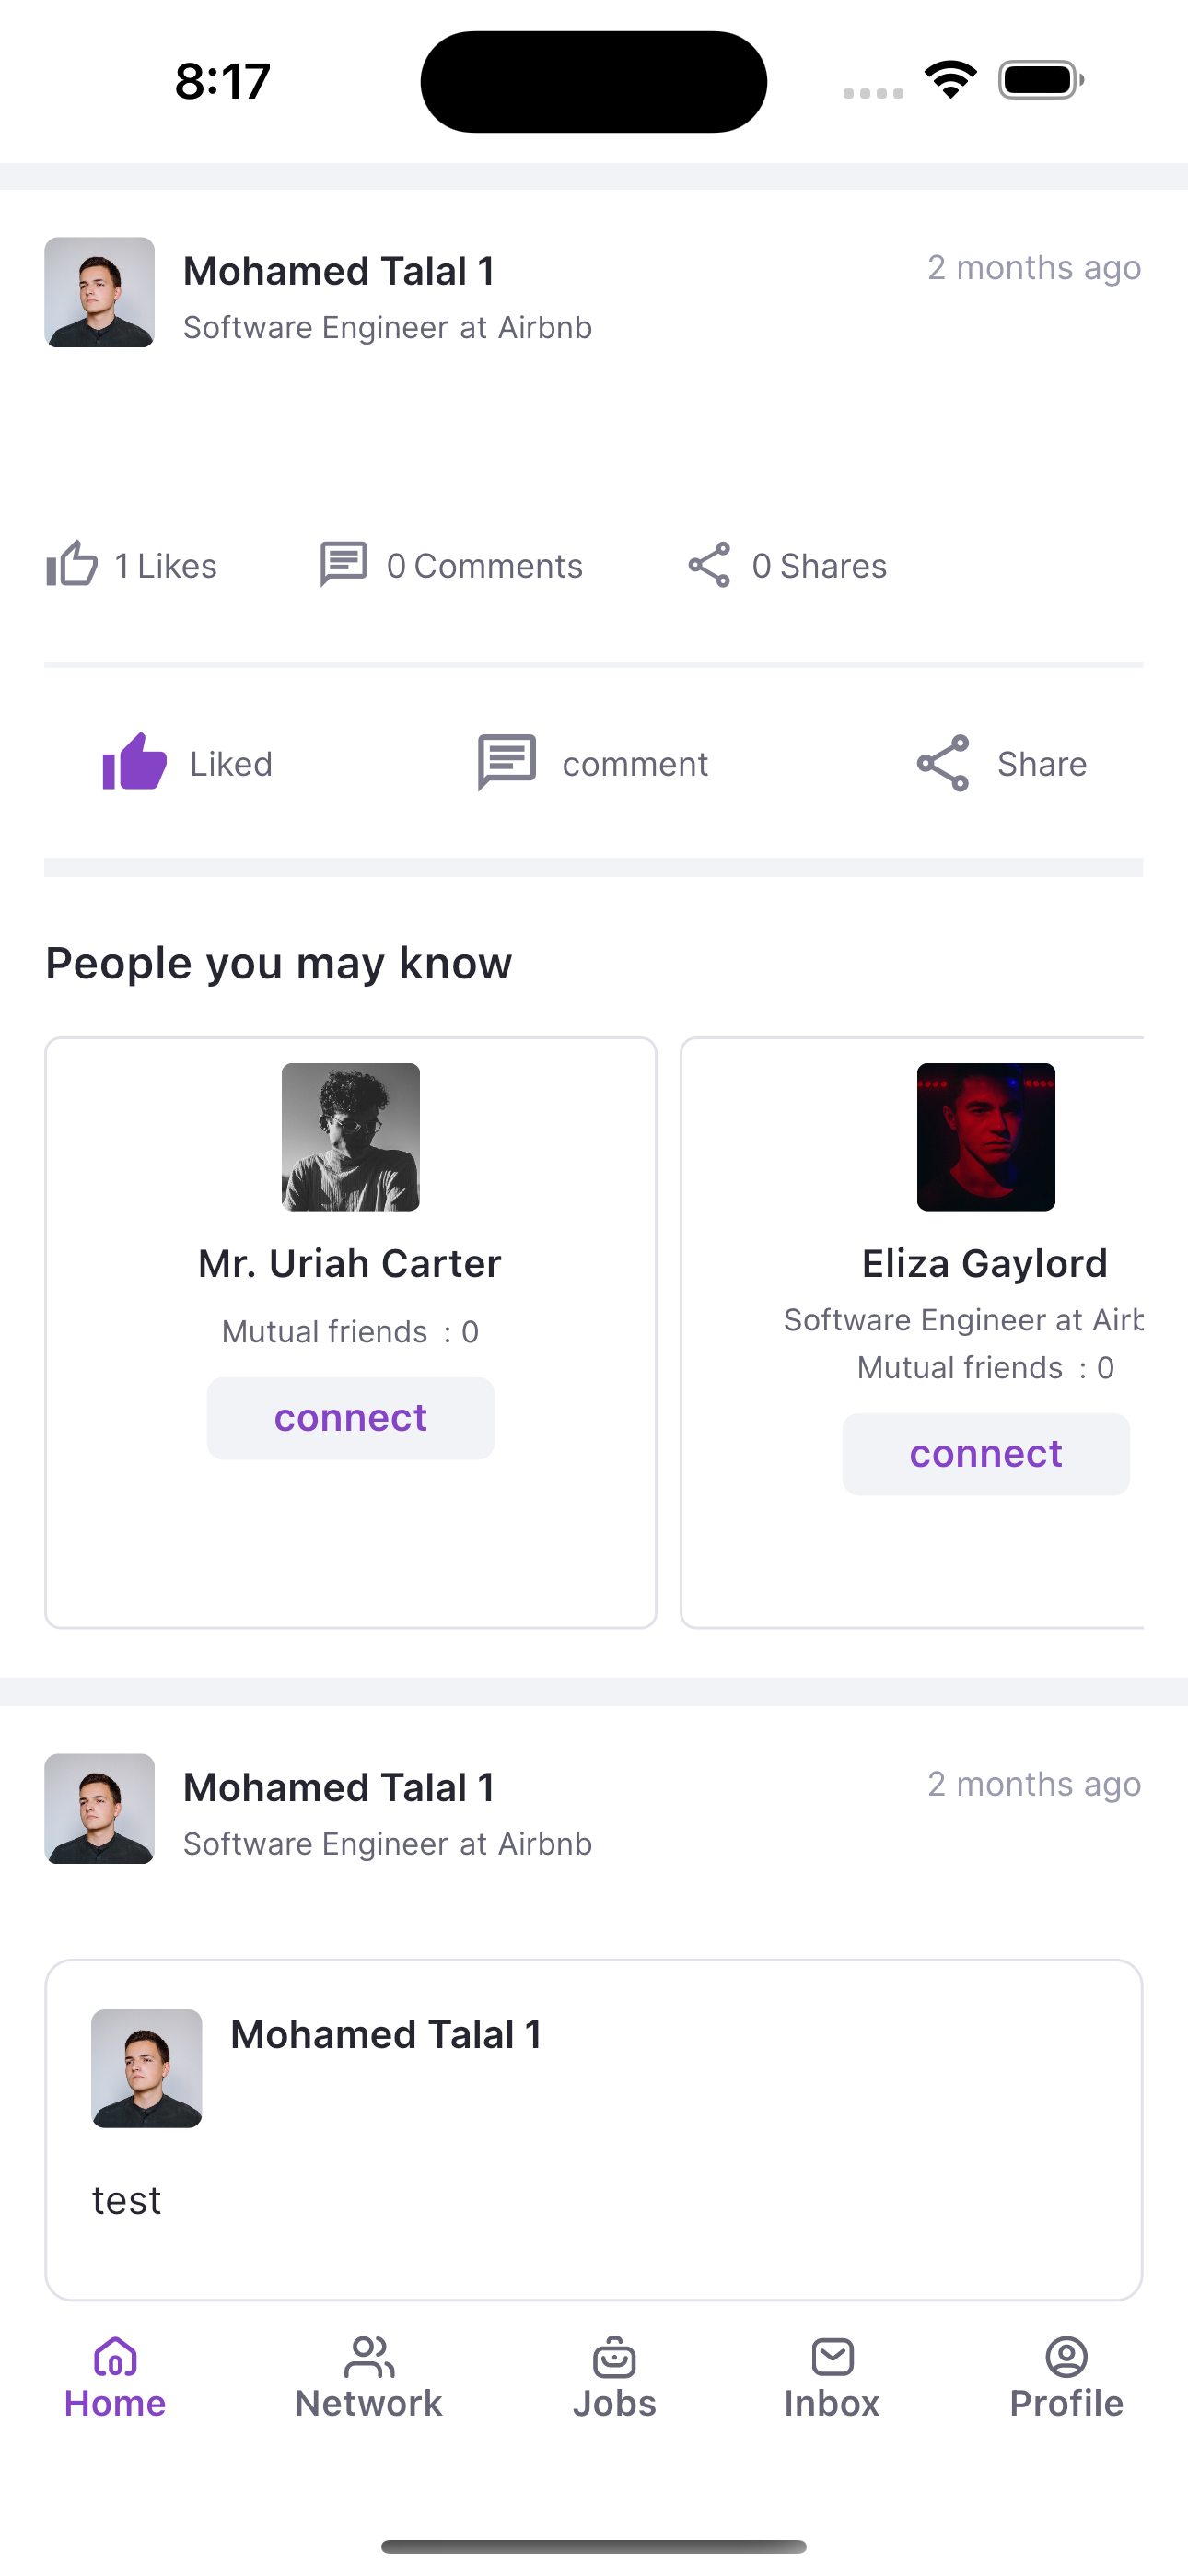 8:17
Mohamed Talal 1
2 months ago
Software Engineer at Airbnb
1 Likes
0 Comments
0 Shares
Liked
comment
Share
People you may know
Mr. Uriah Carter
Mutual friends : 0
connect
Eliza Gaylord
Software Engineer at Airb
Mutual friends : 0
connect
Mohamed Talal 1
2 months ago
Software Engineer at Airbnb
Mohamed Talal 1
test
Home
Network
Jobs
Inbox
Profile